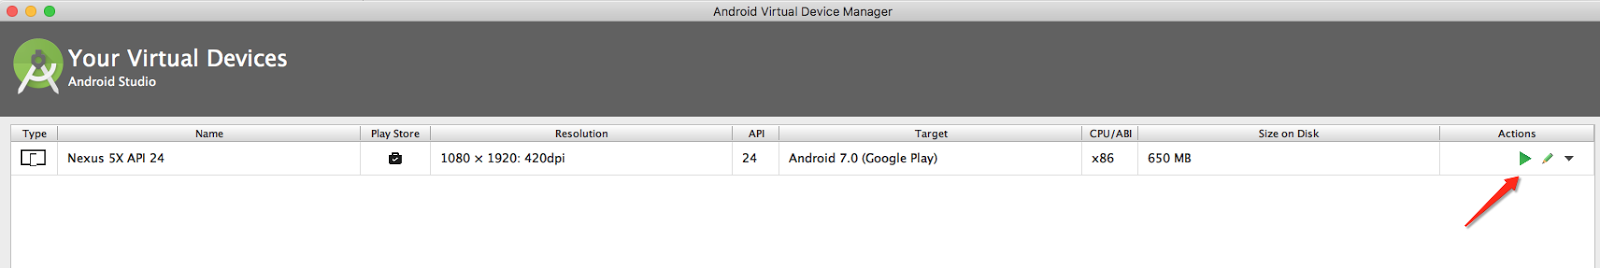 Android Virtual Device Manager
Your Virtual Devices
Android Studio
Type Name Play Store Resolution API Target CPU/ABI Size on Disk Actions
Nexus 5X API 24 1080 × 1920: 420dpi 24 Android 7.0 (Google Play) x86 650 MB